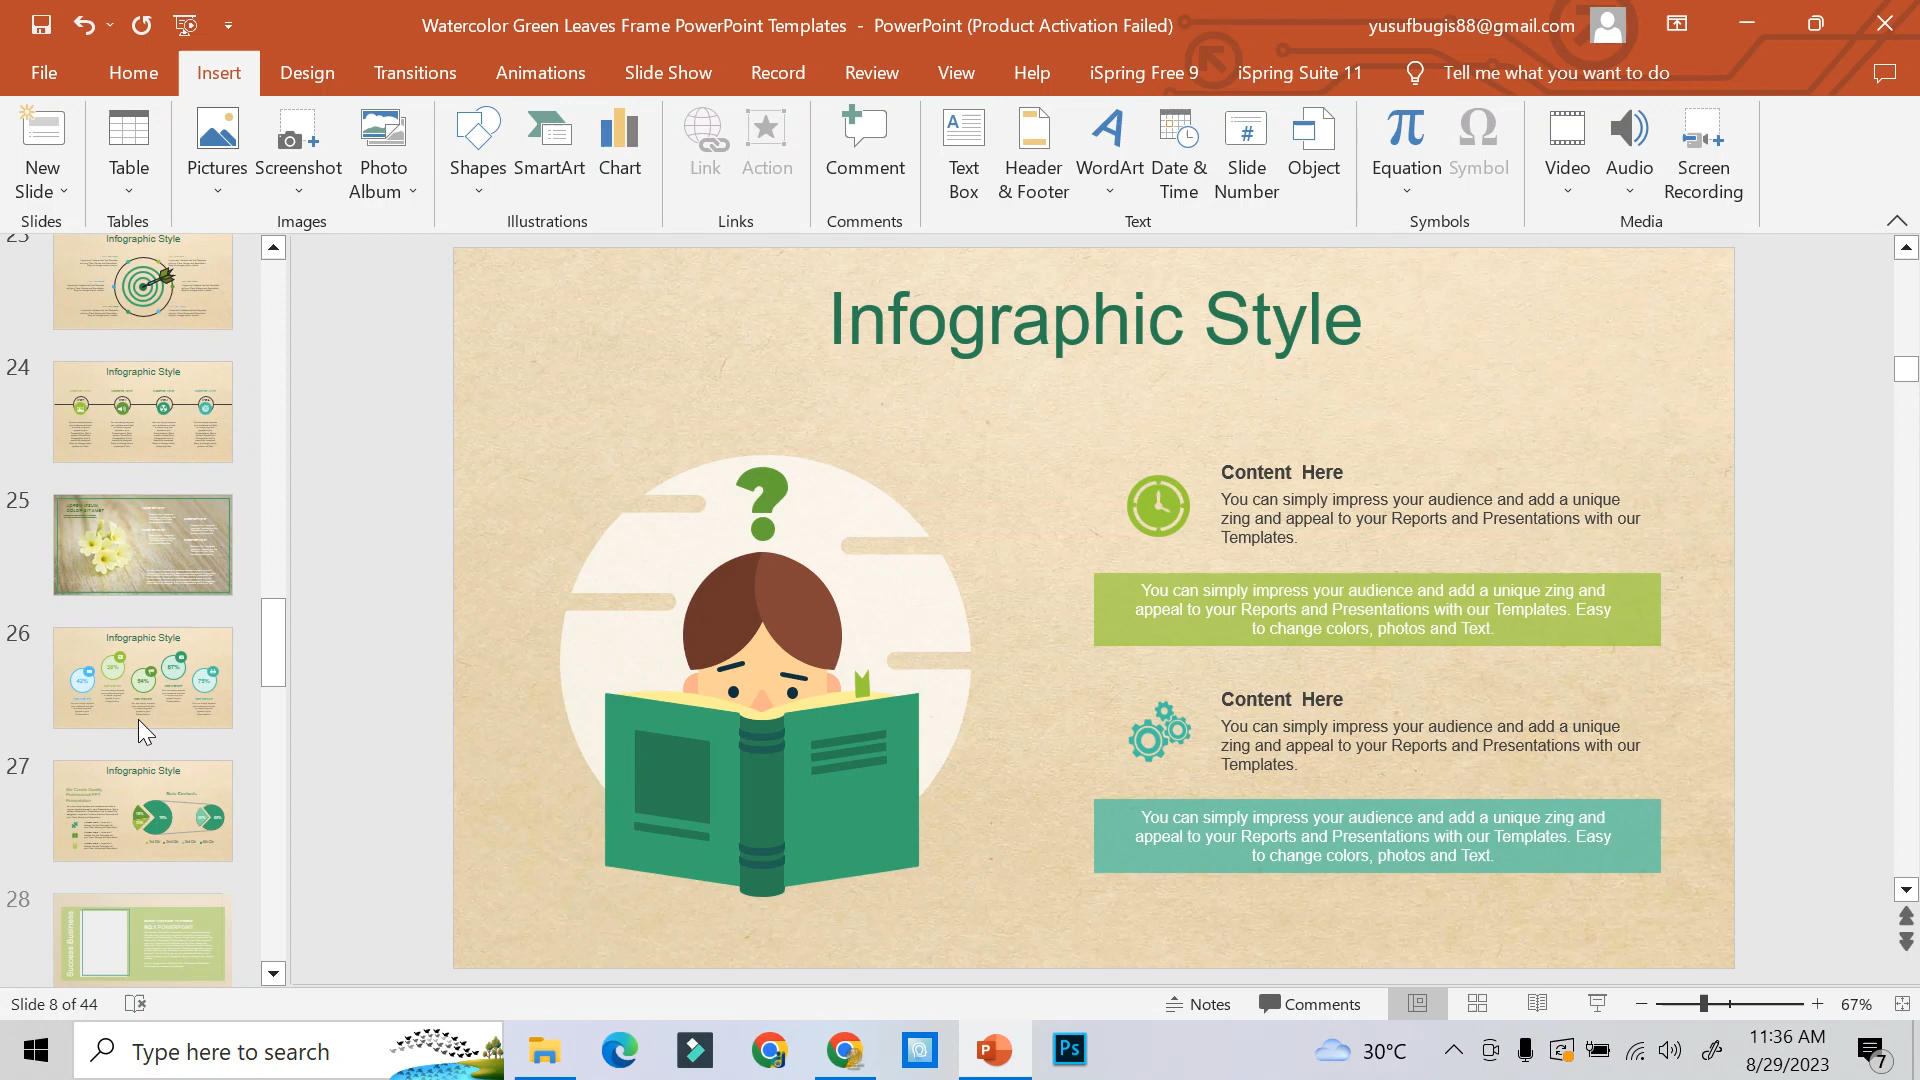 Watercolor Green Leaves Frame PowerPoint Templates - PowerPoint (Product Activation Failed)
yusufbugis88@gmail.com
File Home Insert Design Transitions Animations Slide Show Record Review View Help iSpring Free 9 iSpring Suite 11 Tell me what you want to do
New Slide
Table
Pictures
Screenshot
Photo Album
Shapes
SmartArt
Chart
Link
Action
Comment
Text Box
Header & Footer
WordArt
Date & Time
Slide Number
Object
Equation
Symbol
Video
Audio
Screen Recording
Slides Tables Images Illustrations Links Comments Text Symbols Media
23
Infographic Style
24
Infographic Style
25
26
Infographic Style
42%
94%
87%
75%
27
Infographic Style
28
Success Business
Infographic Style
?
Content Here
You can simply impress your audience and add a unique
zing and appeal to your Reports and Presentations with our
Templates.
You can simply impress your audience and add a unique zing and
appeal to your Reports and Presentations with our Templates. Easy
to change colors, photos and Text.
Content Here
You can simply impress your audience and add a unique
zing and appeal to your Reports and Presentations with our
Templates.
You can simply impress your audience and add a unique zing and
appeal to your Reports and Presentations with our Templates. Easy
to change colors, photos and Text.
Slide 8 of 44
Notes
Comments
67%
Type here to search
Ps
30°C
11:36 AM
8/29/2023
7